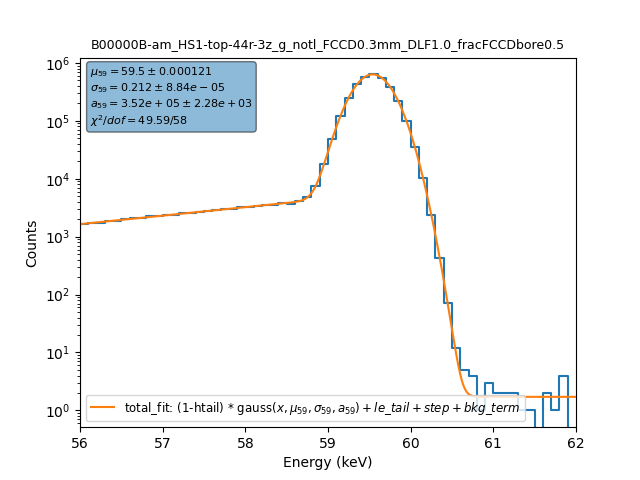 B00000B-am_HS1-top-44r-3z_g_notl_FCCD0.3mm_DLF1.0_fracFCCDbore0.5
μ₅₉ = 59.5 ± 0.000121
σ₅₉ = 0.212 ± 8.84e − 05
a₅₉ = 3.52e + 05 ± 2.28e + 03
χ²/dof = 49.59/58
10⁶
10⁵
10⁴
10³
10²
10¹
10⁰
Counts
total_fit: (1-htail) * gauss(x, μ₅₉, σ₅₉, a₅₉) + le_tail + step + bkg_term
56 57 58 59 60 61 62
Energy (keV)